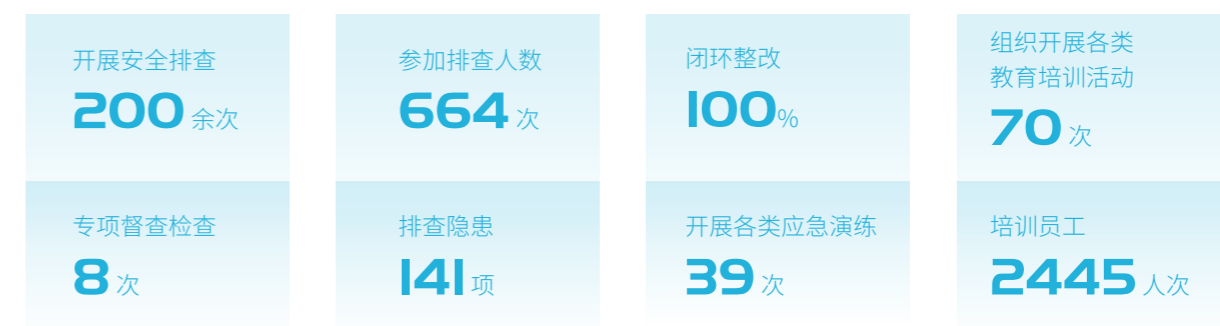 开展安全排查
200 余次
参加排查人数
664 次
闭环整改
100%
组织开展各类
教育培训活动
70 次
专项督查检查
8 次
排查隐患
141 项
开展各类应急演练
39 次
培训员工
2445 人次